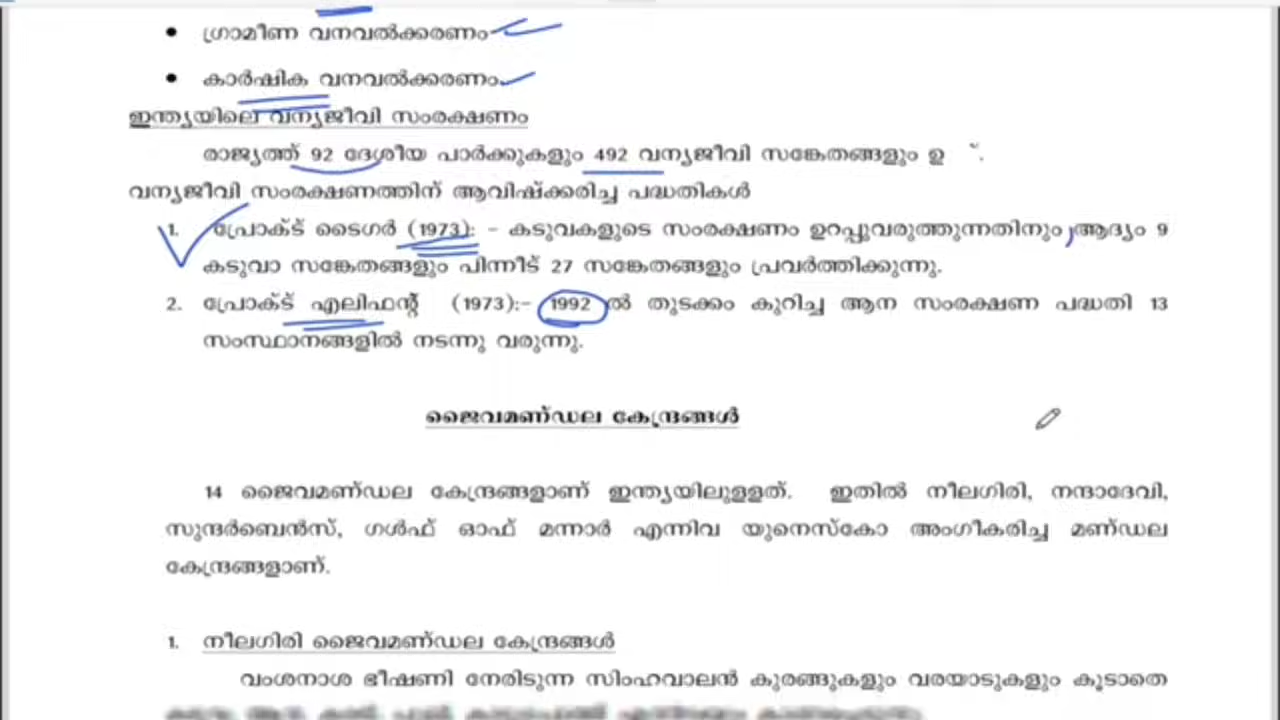 • ഗ്രാമീണ വനവൽക്കരണം
• കാർഷിക വനവൽക്കരണം
ഇന്ത്യയിലെ വന്യജീവി സംരക്ഷണം
രാജ്യത്ത് 92 ദേശീയ പാർക്കുകളും 492 വന്യജീവി സങ്കേതങ്ങളും
വന്യജീവി സംരക്ഷണത്തിന് ആവിഷ്ക്കരിച്ച പദ്ധതികൾ
1. പ്രോക്ട് ടൈഗർ (1973): - കടുവകളുടെ സംരക്ഷണം ഉറപ്പുവരുത്തുന്നതിനും ,ആദ്യം 9
കടുവാ സങ്കേതങ്ങളും പിന്നീട് 27 സങ്കേതങ്ങളും പ്രവർത്തിക്കുന്നു.
2. പ്രോക്ട് എലിഫന്റ് (1973):- 1992 ൽ തുടക്കം കുറിച്ച ആന സംരക്ഷണ പദ്ധതി 13
സംസ്ഥാനങ്ങളിൽ നടന്നു വരുന്നു.
ജൈവമണ്ഡല കേന്ദ്രങ്ങൾ
14 ജൈവമണ്ഡല കേന്ദ്രങ്ങളാണ് ഇന്ത്യയിലുളളത്. ഇതിൽ നീലഗിരി, നന്ദാദേവി,
സുന്ദർബെൻസ്, ഗൾഫ് ഓഫ് മന്നാർ എന്നിവ യുനെസ്കോ അംഗീകരിച്ച മണ്ഡല
കേന്ദ്രങ്ങളാണ്.
1. നീലഗിരി ജൈവമണ്ഡല കേന്ദ്രങ്ങൾ
വംശനാശ ഭീഷണി നേരിടുന്ന സിംഹവാലൻ കുരങ്ങുകളും വരയാടുകളും കൂടാതെ